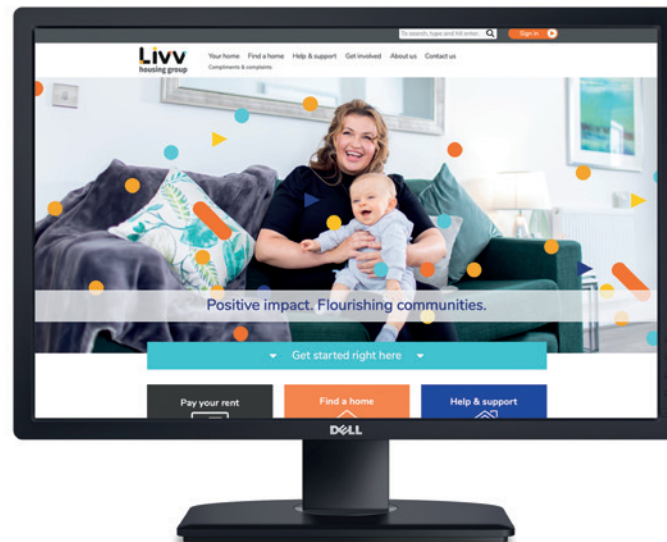 To search, type and hit enter.
Sign in
Livv
housing group
Your home Find a home Help & support Get involved About us Contact us
Compliments & complaints
Positive impact. Flourishing communities.
Get started right here
Pay your rent
Find a home
Help & support
DELL